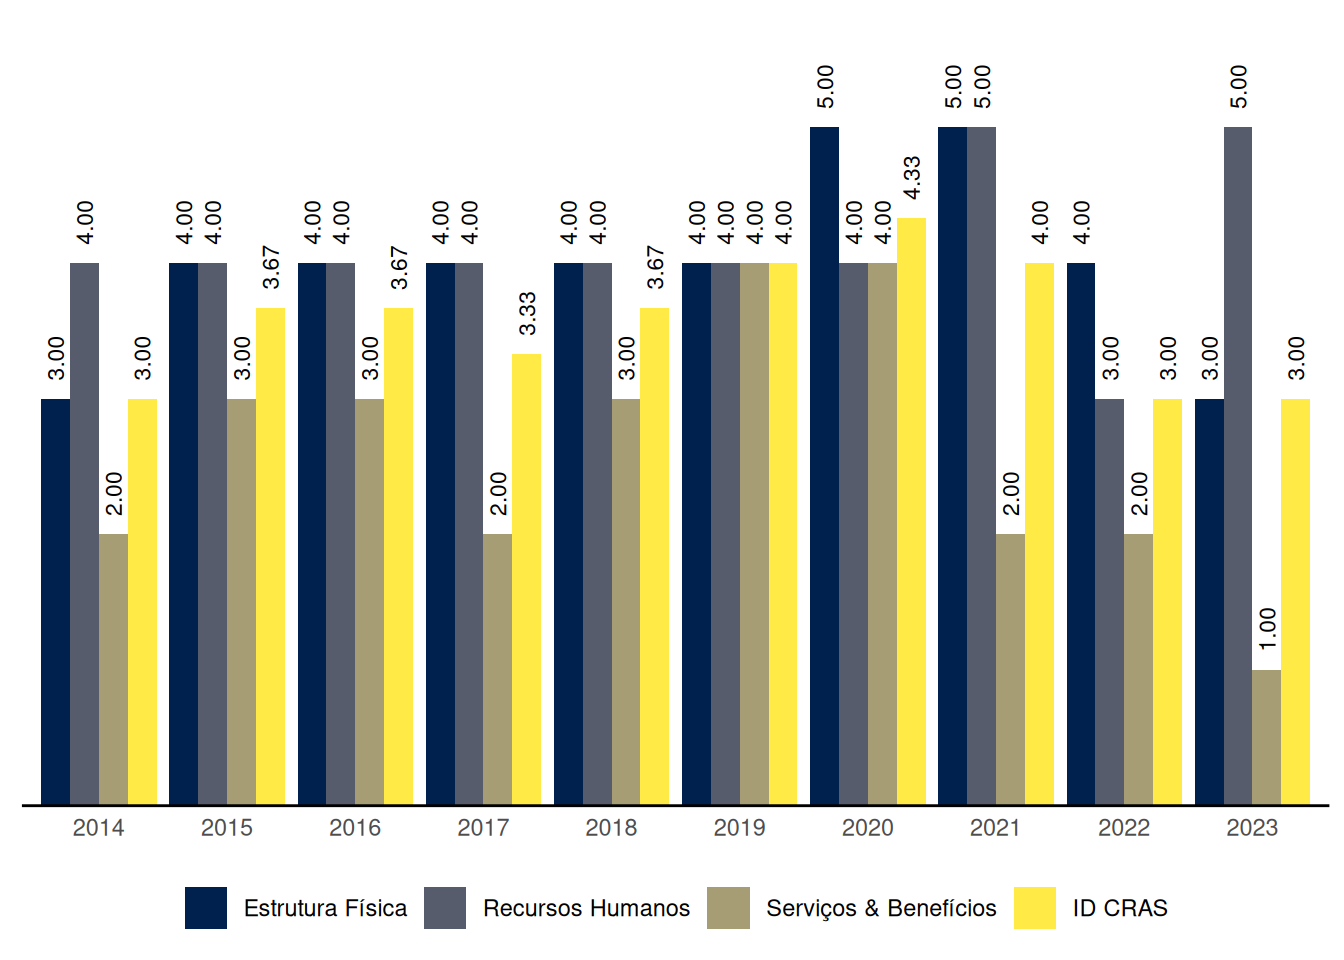 5.00 5.00 5.00 5.00
4.33
4.00 4.00 4.00 4.00 4.00 4.00 4.00 4.00 4.00 4.00 4.00 4.00 4.00 4.00 4.00 4.00 4.00
3.67 3.67 3.67
3.33
3.00 3.00 3.00 3.00 3.00 3.00 3.00 3.00 3.00
2.00 2.00 2.00 2.00
1.00
2014 2015 2016 2017 2018 2019 2020 2021 2022 2023
Estrutura Física Recursos Humanos Serviços & Benefícios ID CRAS